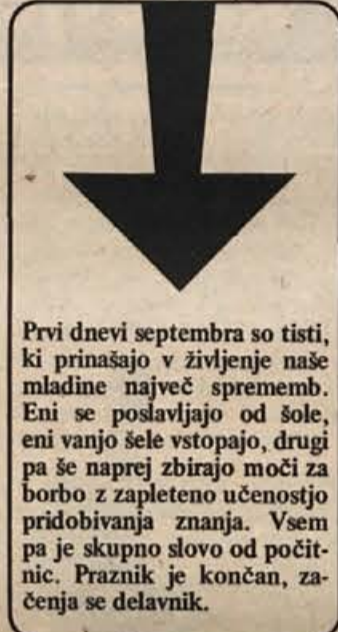 Prvi dnevi septembra so tisti,
ki prinašajo v življenje naše
mladine največ sprememb.
Eni se poslavljajo od šole,
eni vanjo šele vstopajo, drugi
pa še naprej zbirajo moči za
borbo z zapleteno učenostjo
pridobivanja znanja. Vsem
pa je skupno slovo od počit-
nic. Praznik je končan, za-
čenja se delavnik.